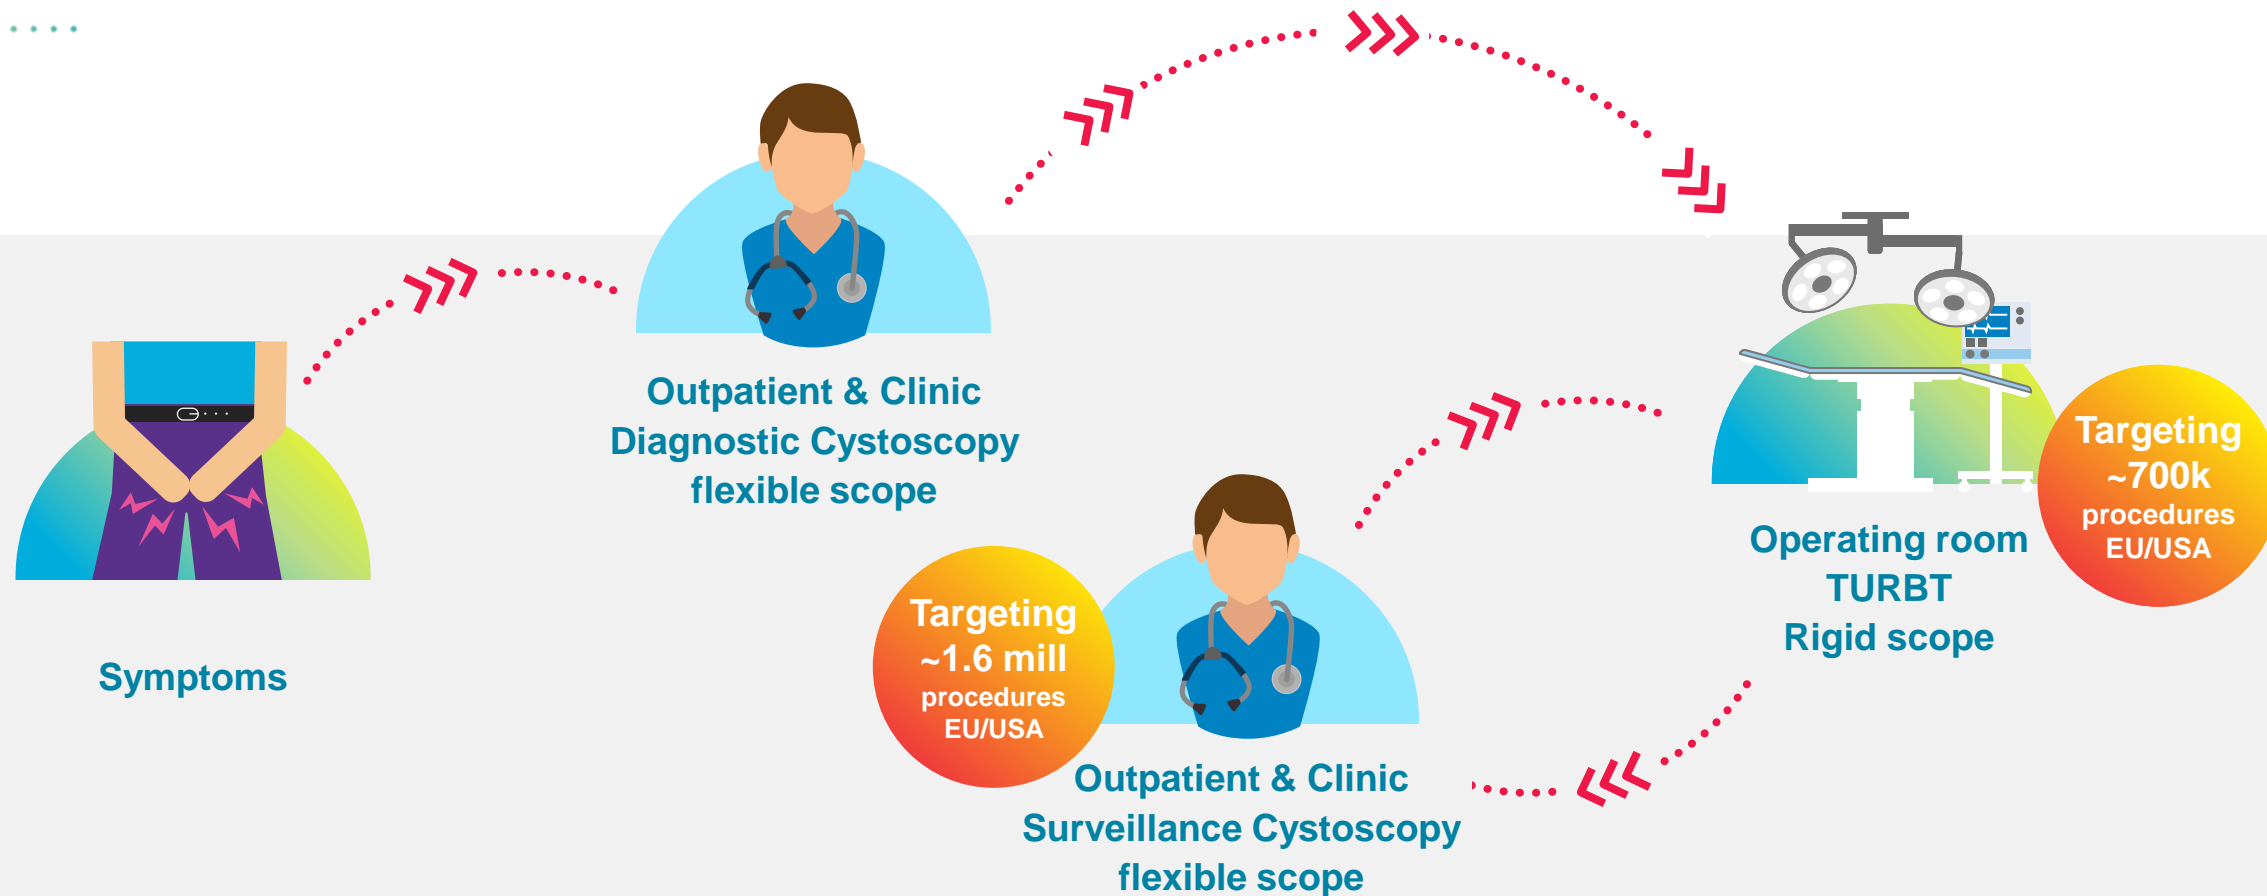 Symptoms
Outpatient & Clinic
Diagnostic Cystoscopy
flexible scope
Targeting
~1.6 mill
procedures
EU/USA
Outpatient & Clinic
Surveillance Cystoscopy
flexible scope
Operating room
TURBT
Rigid scope
Targeting
~700k
procedures
EU/USA